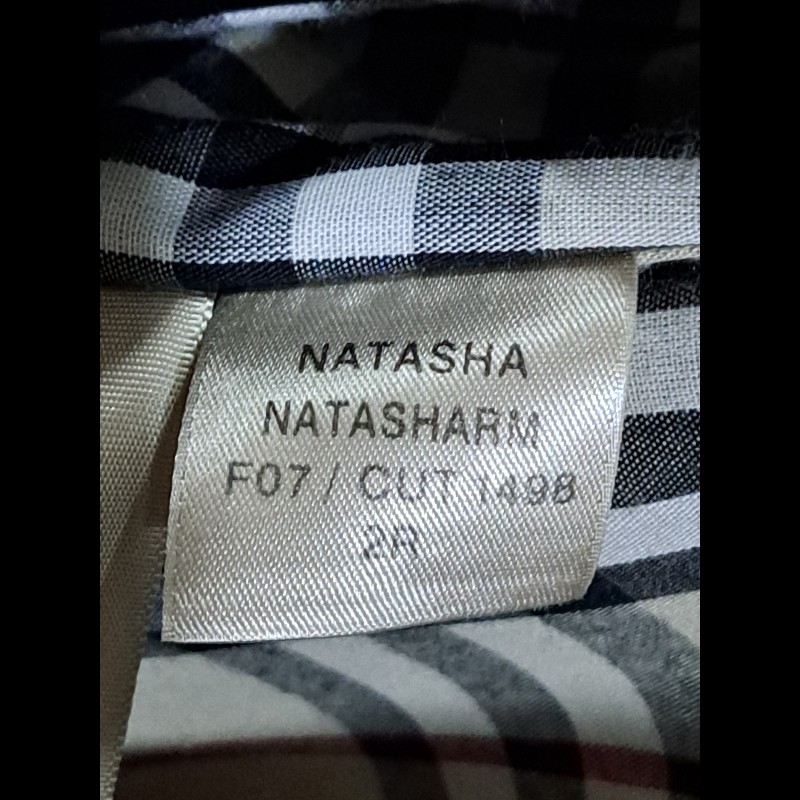 NATASHA
NATASHARM
F07 / CUT 1498
2R